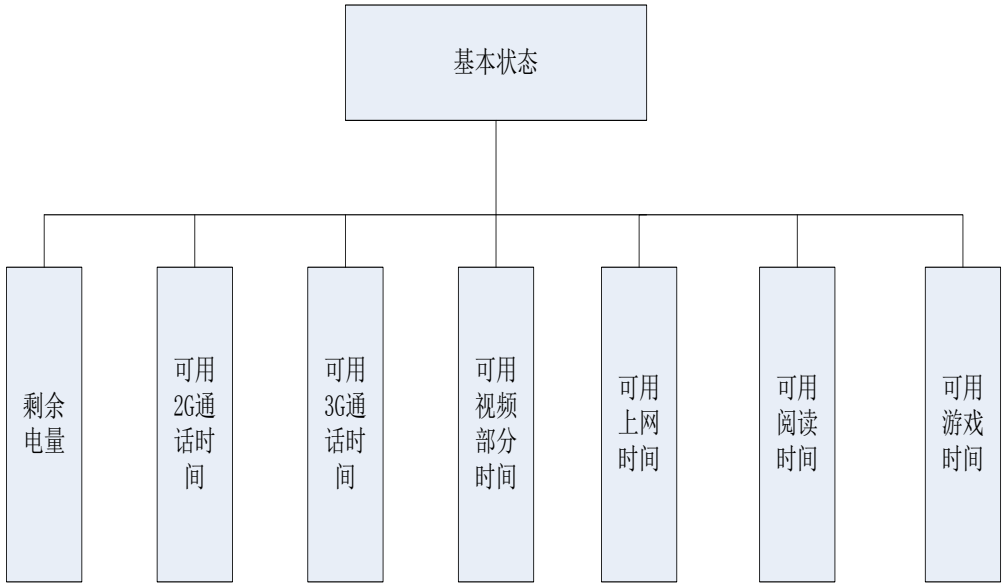 基本状态
剩余
电量
可用
2G通
话时
间
可用
3G通
话时
间
可用
视频
部分
时间
可用
上网
时间
可用
阅读
时间
可用
游戏
时间